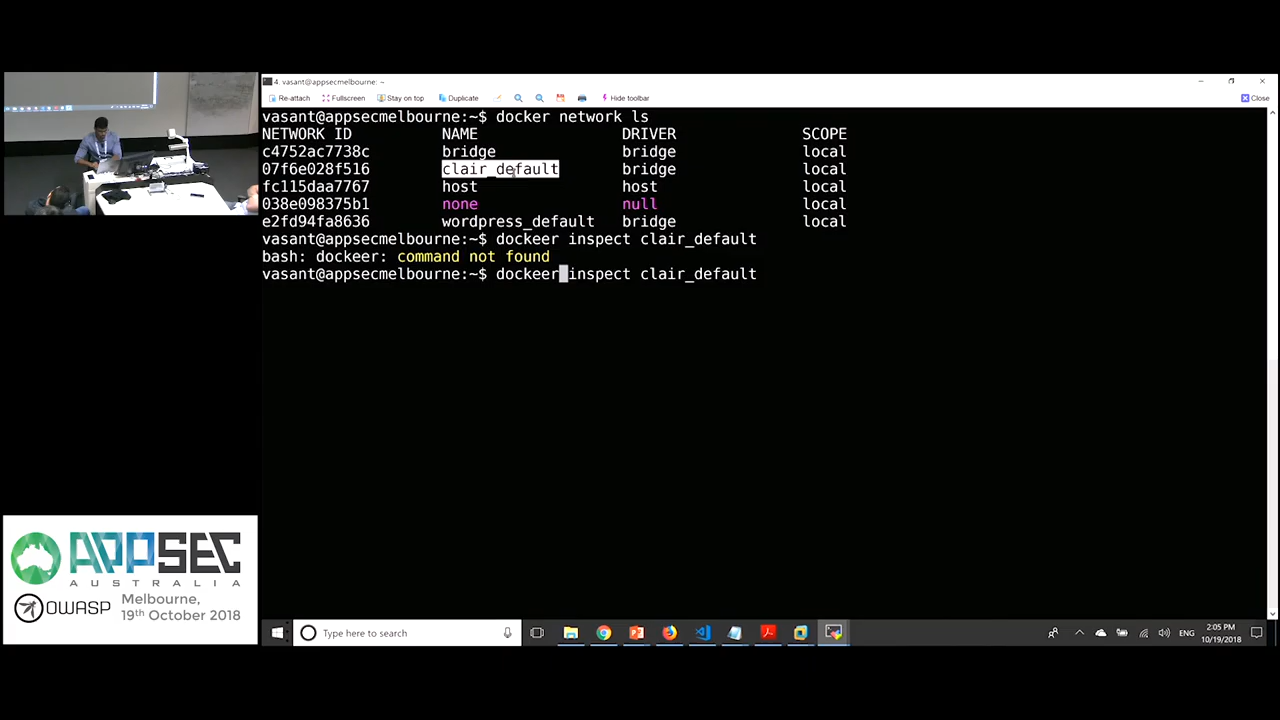 4. vasant@appsecmelbourne: ~
Re-attach Fullscreen Stay on top Duplicate Hide toolbar Close
vasant@appsecmelbourne:~$ docker network ls
NETWORK ID NAME DRIVER SCOPE
c4752ac7738c bridge bridge local
07f6e028f516 clair_default bridge local
fc115daa7767 host host local
038e098375b1 none null local
e2fd94fa8636 wordpress_default bridge local
vasant@appsecmelbourne:~$ dockeer inspect clair_default
bash: dockeer: command not found
vasant@appsecmelbourne:~$ dockeer inspect clair_default
APPSEC
AUSTRALIA
OWASP
Melbourne,
19th October 2018
Type here to search
ENG
2:05 PM
10/19/2018